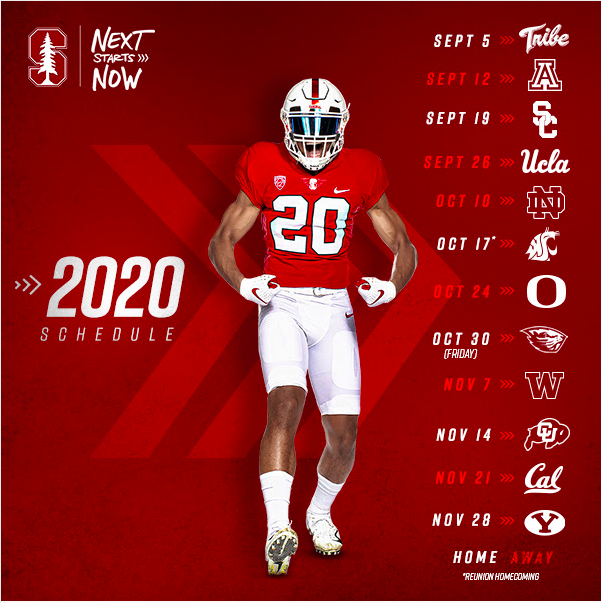 S
NEXT
STARTS >>>
NOW
SEPT 5 >>> Tribe
SEPT 12 >>> A
SEPT 19 >>> SC
SEPT 26 >>> Ucla
OCT 10 >>> ND
OCT 17* >>>
OCT 24 >>> O
OCT 30 >>>
(FRIDAY)
NOV 7 >>> W
NOV 14 >>> CU
NOV 21 >>> Cal
NOV 28 >>> Y
20
>>> 2020
SCHEDULE
HOME AWAY
*REUNION HOMECOMING